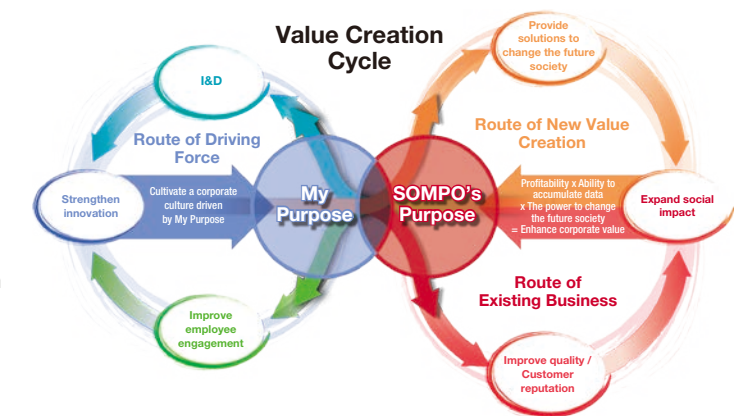 Value Creation
Cycle
I&D
Route of Driving
Force
Strengthen
innovation
Cultivate a corporate
culture driven
by My Purpose
Improve
employee
engagement
My
Purpose
SOMPO's
Purpose
Provide
solutions to
change the future
society
Route of New Value
Creation
Profitability x Ability to
accumulate data
x The power to change
the future society
= Enhance corporate value
Expand social
impact
Route of
Existing Business
Improve quality /
Customer
reputation